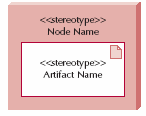 <<stereotype>>
Node Name
<<stereotype>>
Artifact Name